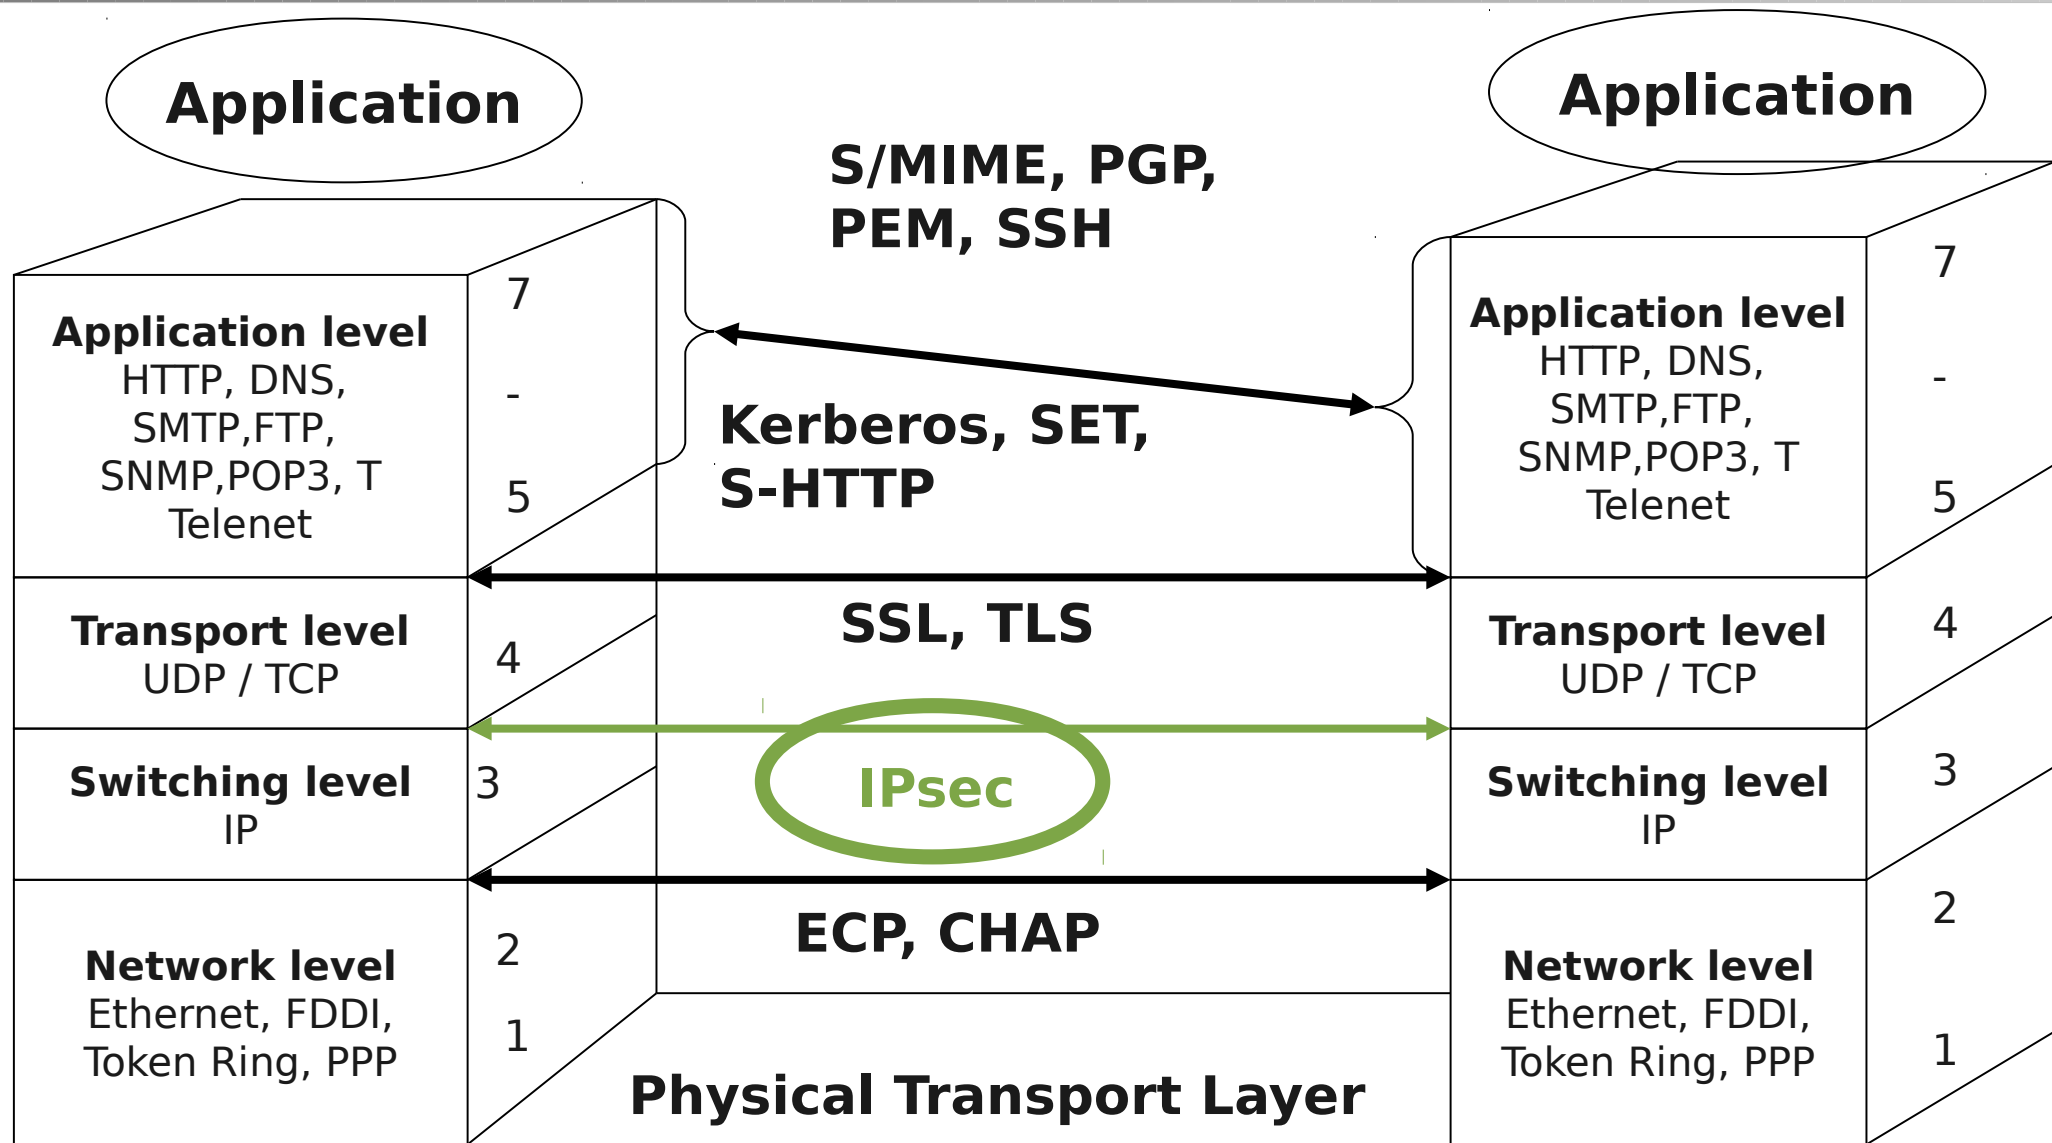 Application
Application level
HTTP, DNS,
SMTP,FTP,
SNMP,POP3, T
Telenet
7
-
5
Transport level
UDP / TCP
4
Switching level
IP
3
Network level
Ethernet, FDDI,
Token Ring, PPP
2
1
S/MIME, PGP,
PEM, SSH
Kerberos, SET,
S-HTTP
SSL, TLS
IPsec
ECP, CHAP
Physical Transport Layer
Application
Application level
HTTP, DNS,
SMTP,FTP,
SNMP,POP3, T
Telenet
7
-
5
Transport level
UDP / TCP
4
Switching level
IP
3
Network level
Ethernet, FDDI,
Token Ring, PPP
2
1